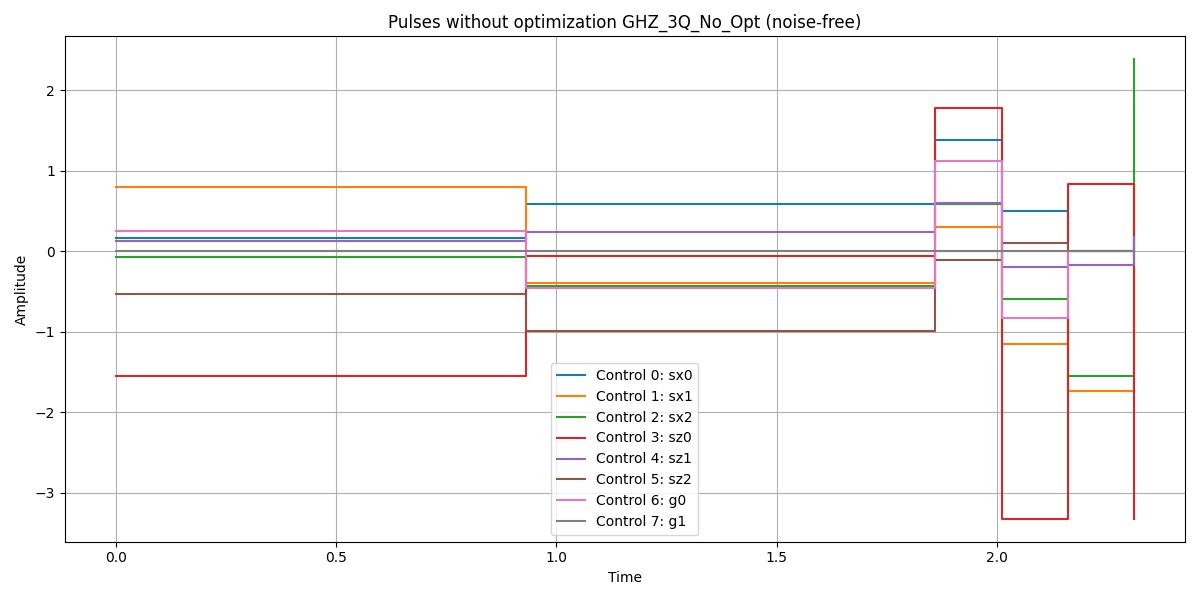 Pulses without optimization GHZ_3Q_No_Opt (noise-free)
Amplitude
2
1
0
−1
−2
−3
Control 0: sx0
Control 1: sx1
Control 2: sx2
Control 3: sz0
Control 4: sz1
Control 5: sz2
Control 6: g0
Control 7: g1
0.0 0.5 1.0 1.5 2.0
Time